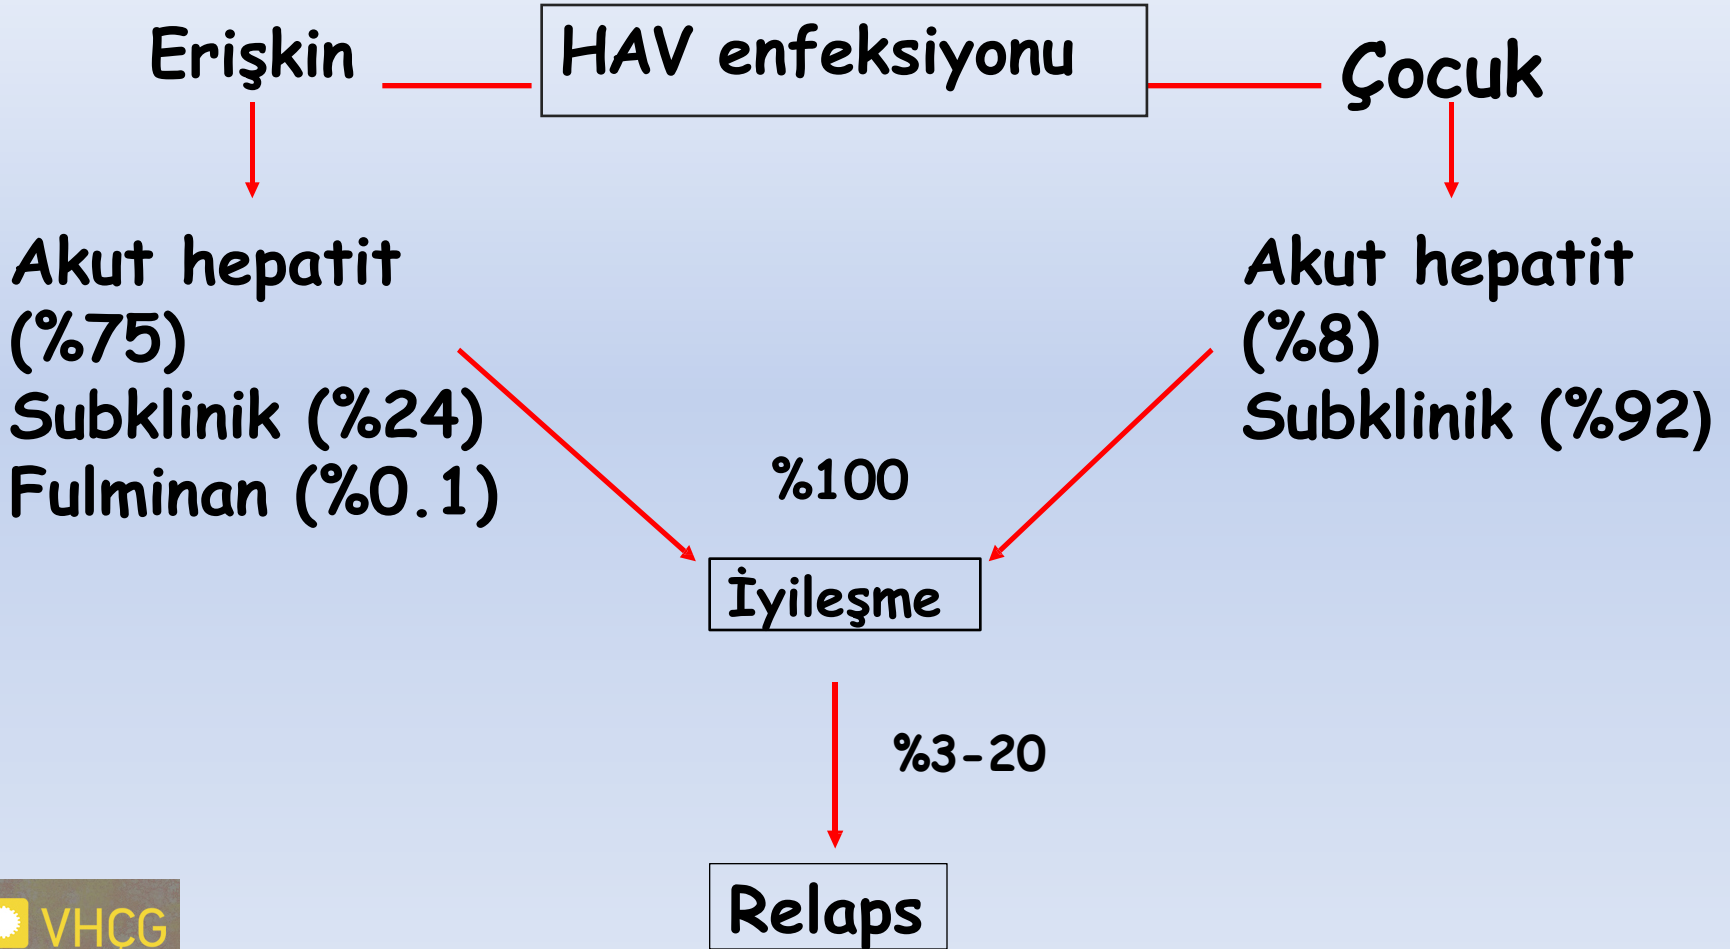 Erişkin
HAV enfeksiyonu
Çocuk
Akut hepatit
(%75)
Subklinik (%24)
Fulminan (%0.1)
Akut hepatit
(%8)
Subklinik (%92)
%100
İyileşme
%3-20
Relaps
VHÇG